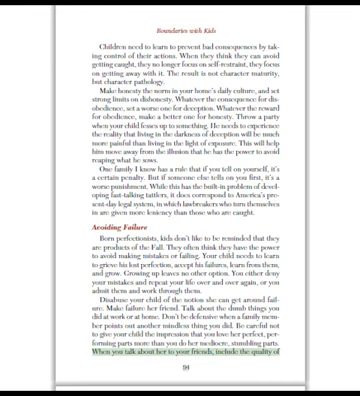 Boundaries with Kids
Children need to learn to prevent bad consequences by tak-
ing control of their actions. When they think they can avoid
getting caught, they no longer focus on self-restraint, they focus
on getting away with it. The result is not character maturity,
but character pathology.
Make honesty the norm in your home's daily culture, and set
strong limits on dishonesty. Whatever the consequence for dis-
obedience, set a worse one for deception. Whatever the reward
for obedience, make a better one for honesty. Throw a party
when your child fesses up to something. He needs to experience
the reality that living in the darkness of deception will be much
more painful than living in the light of exposure. This will help
him move away from the illusion that he has the power to avoid
reaping what he sows.
One family I know has a rule: that if you tell on yourself, it's
a certain penalty. But if someone else tells on you first, it's a
worse punishment. While this has the built-in problem of devel-
oping fast-talking tattlers, it does correspond to America's pre-
sent-day legal system, in which lawbreakers who turn themselves
in are given more leniency than those who are caught.
Avoiding Failure
Born perfectionists, kids don't like to be reminded that they
are products of the Fall. They often think they have the power
to avoid making mistakes or failing. Your child needs to learn
to grieve his lost perfection, accept his failures, learn from them,
and grow. Growing up leaves no other option. You either deny
your mistakes and repeat your life over and over again, or you
admit them and work through them.
Disabuse your child of the notion she can get around fail-
ure. Make failure her friend. Talk about the dumb things you
did at work or at home. Don't be defensive when a family mem-
ber points out another mindless thing you did. Be careful not
to give your child the impression that you love her perfect, per-
forming parts more than you do her mediocre, stumbling parts.
When you talk about her to your friends, include the quality of
94